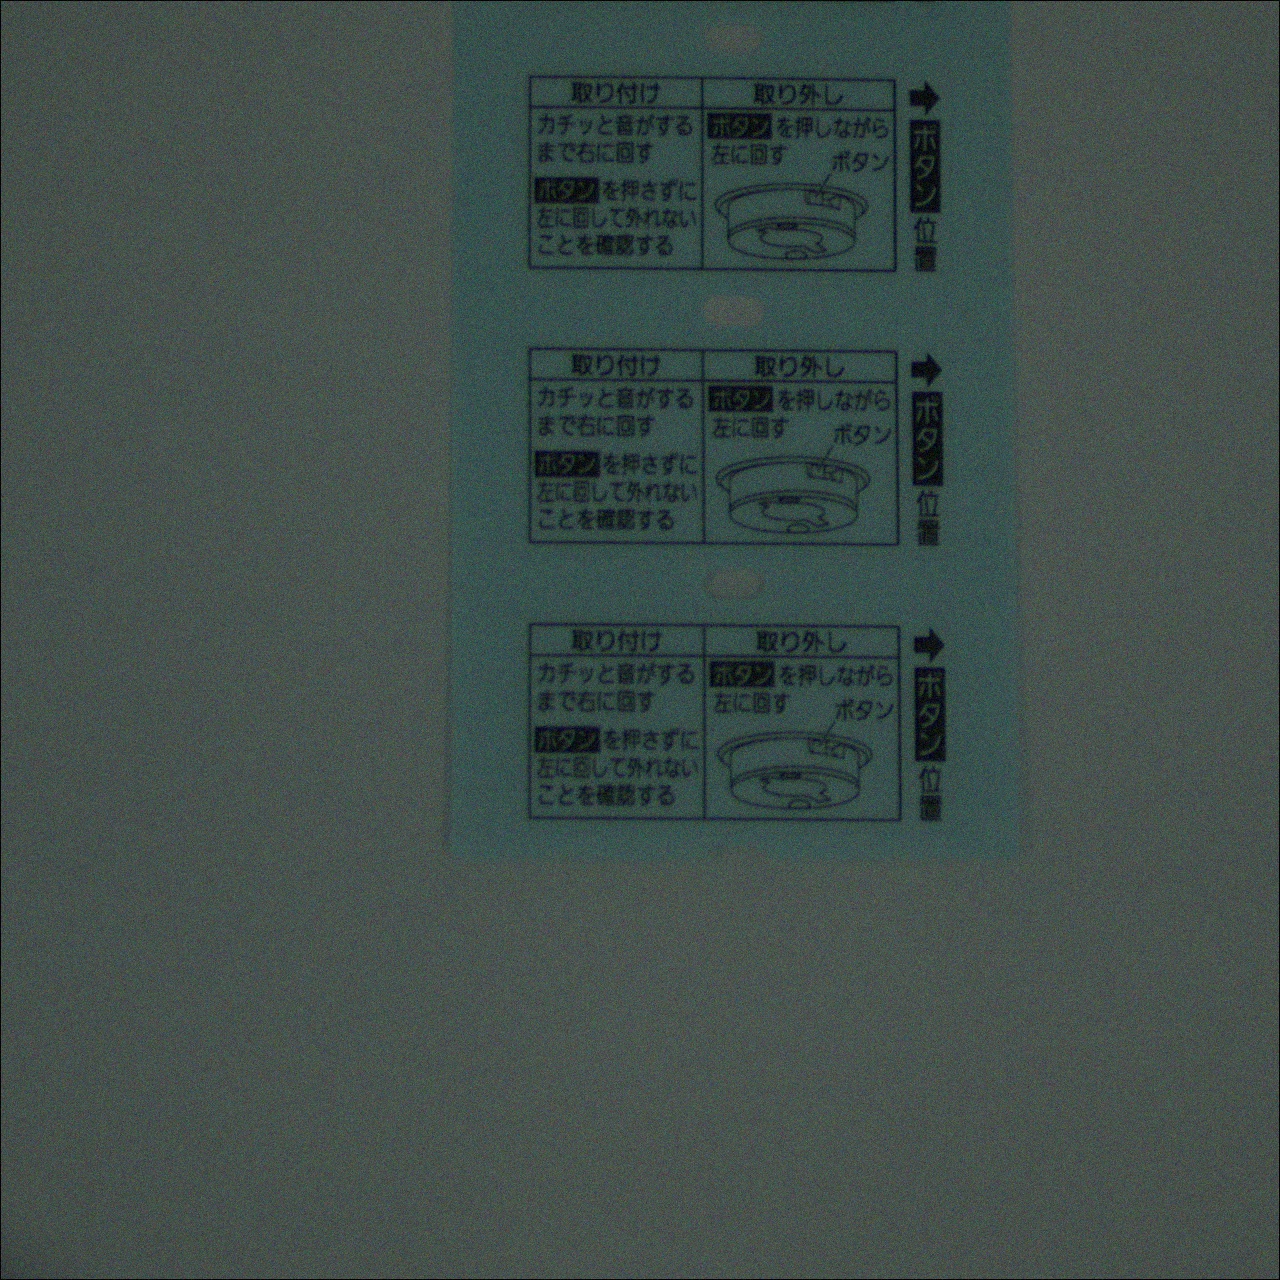 取り付け
カチッと音がする
まで右に回す
ボタンを押さずに
左に回して外れない
ことを確認する
取り外し
ボタンを押しながら
左に回す
ボタン
➡ボタン位置
取り付け
カチッと音がする
まで右に回す
ボタンを押さずに
左に回して外れない
ことを確認する
取り外し
ボタンを押しながら
左に回す
ボタン
➡ボタン位置
取り付け
カチッと音がする
まで右に回す
ボタンを押さずに
左に回して外れない
ことを確認する
取り外し
ボタンを押しながら
左に回す
ボタン
➡ボタン位置